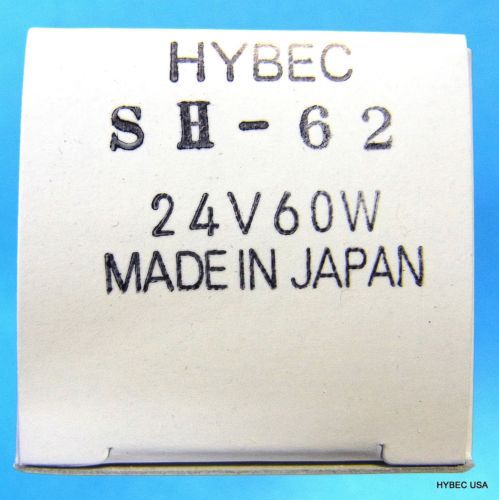 HYBEC
SH-62
24V60W
MADE IN JAPAN
HYBEC USA